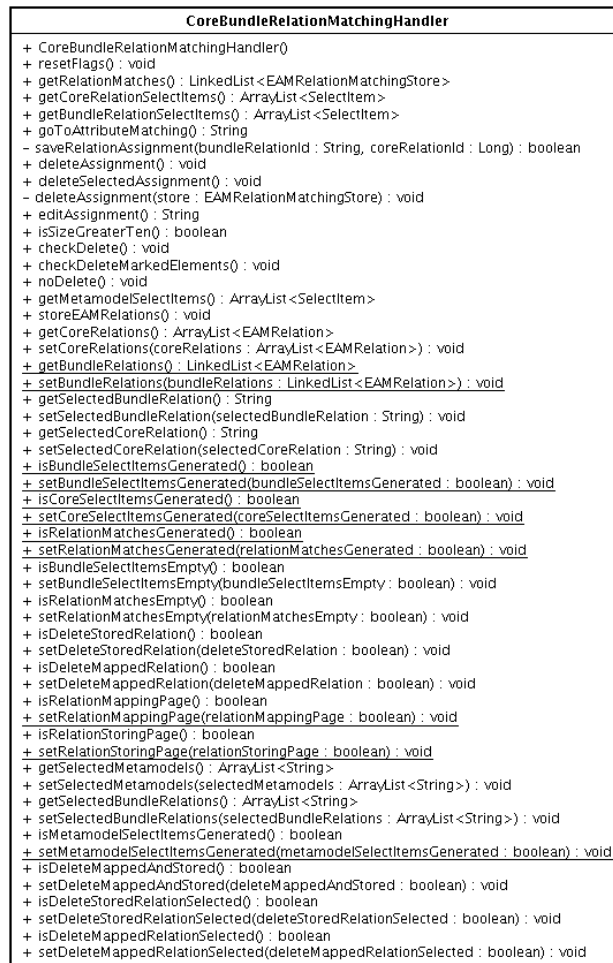 CoreBundleRelationMatchingHandler
+ CoreBundleRelationMatchingHandler()
+ resetFlags() : void
+ getRelationMatches() : LinkedList<EAMRelationMatchingStore>
+ getCoreRelationSelectItems() : ArrayList<SelectItem>
+ getBundleRelationSelectItems() : ArrayList<SelectItem>
+ goToAttributeMatching() : String
- saveRelationAssignment(bundleRelationId : String, coreRelationId : Long) : boolean
+ deleteAssignment() : void
+ deleteSelectedAssignment() : void
- deleteAssignment(store : EAMRelationMatchingStore) : void
+ editAssignment() : String
+ isSizeGreaterTen() : boolean
+ checkDelete() : void
+ checkDeleteMarkedElements() : void
+ noDelete() : void
+ getMetamodelSelectItems() : ArrayList<SelectItem>
+ storeEAMRelations() : void
+ getCoreRelations() : ArrayList<EAMRelation>
+ setCoreRelations(coreRelations : ArrayList<EAMRelation>) : void
+ getBundleRelations() : LinkedList<EAMRelation>
+ setBundleRelations(bundleRelations : LinkedList<EAMRelation>) : void
+ getSelectedBundleRelation() : String
+ setSelectedBundleRelation(selectedBundleRelation : String) : void
+ getSelectedCoreRelation() : String
+ setSelectedCoreRelation(selectedCoreRelation : String) : void
+ isBundleSelectItemsGenerated() : boolean
+ setBundleSelectItemsGenerated(bundleSelectItemsGenerated : boolean) : void
+ isCoreSelectItemsGenerated() : boolean
+ setCoreSelectItemsGenerated(coreSelectItemsGenerated : boolean) : void
+ isRelationMatchesGenerated() : boolean
+ setRelationMatchesGenerated(relationMatchesGenerated : boolean) : void
+ isBundleSelectItemsEmpty() : boolean
+ setBundleSelectItemsEmpty(bundleSelectItemsEmpty : boolean) : void
+ isRelationMatchesEmpty() : boolean
+ setRelationMatchesEmpty(relationMatchesEmpty : boolean) : void
+ isDeleteStoredRelation() : boolean
+ setDeleteStoredRelation(deleteStoredRelation : boolean) : void
+ isDeleteMappedRelation() : boolean
+ setDeleteMappedRelation(deleteMappedRelation : boolean) : void
+ isRelationMappingPage() : boolean
+ setRelationMappingPage(relationMappingPage : boolean) : void
+ isRelationStoringPage() : boolean
+ setRelationStoringPage(relationStoringPage : boolean) : void
+ getSelectedMetamodels() : ArrayList<String>
+ setSelectedMetamodels(selectedMetamodels : ArrayList<String>) : void
+ getSelectedBundleRelations() : ArrayList<String>
+ setSelectedBundleRelations(selectedBundleRelations : ArrayList<String>) : void
+ isMetamodelSelectItemsGenerated() : boolean
+ setMetamodelSelectItemsGenerated(metamodelSelectItemsGenerated : boolean) : void
+ isDeleteMappedAndStored() : boolean
+ setDeleteMappedAndStored(deleteMappedAndStored : boolean) : void
+ isDeleteStoredRelationSelected() : boolean
+ setDeleteStoredRelationSelected(deleteStoredRelationSelected : boolean) : void
+ isDeleteMappedRelationSelected() : boolean
+ setDeleteMappedRelationSelected(deleteMappedRelationSelected : boolean) : void